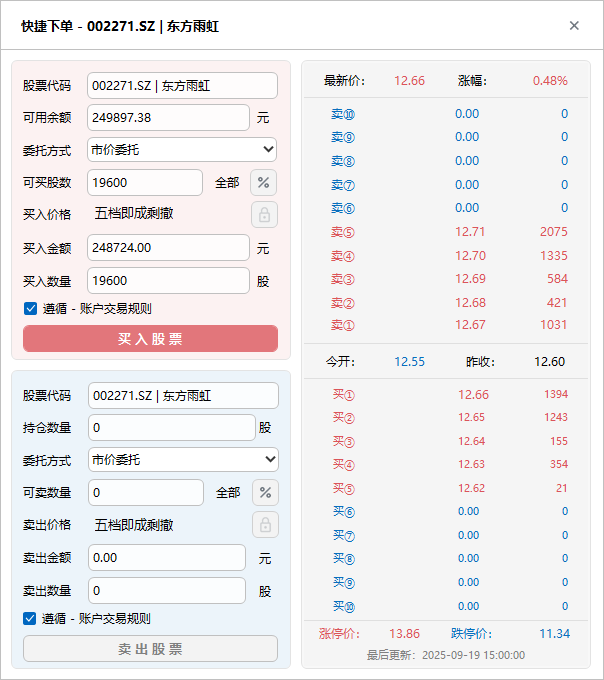 快捷下单 - 002271.SZ | 东方雨虹 ×
股票代码 002271.SZ | 东方雨虹
可用余额 249897.38 元
委托方式 市价委托
可买股数 19600 全部 %
买入价格 五档即成剩撤
买入金额 248724.00 元
买入数量 19600 股
遵循 - 账户交易规则
买入股票
股票代码 002271.SZ | 东方雨虹
持仓数量 0 股
委托方式 市价委托
可卖数量 0 全部 %
卖出价格 五档即成剩撤
卖出金额 0.00 元
卖出数量 0 股
遵循 - 账户交易规则
卖出股票
最新价： 12.66 涨幅： 0.48%
卖⑩ 0.00 0
卖⑨ 0.00 0
卖⑧ 0.00 0
卖⑦ 0.00 0
卖⑥ 0.00 0
卖⑤ 12.71 2075
卖④ 12.70 1335
卖③ 12.69 584
卖② 12.68 421
卖① 12.67 1031
今开： 12.55 昨收： 12.60
买① 12.66 1394
买② 12.65 1243
买③ 12.64 155
买④ 12.63 354
买⑤ 12.62 21
买⑥ 0.00 0
买⑦ 0.00 0
买⑧ 0.00 0
买⑨ 0.00 0
买⑩ 0.00 0
涨停价： 13.86 跌停价： 11.34
最后更新：2025-09-19 15:00:00